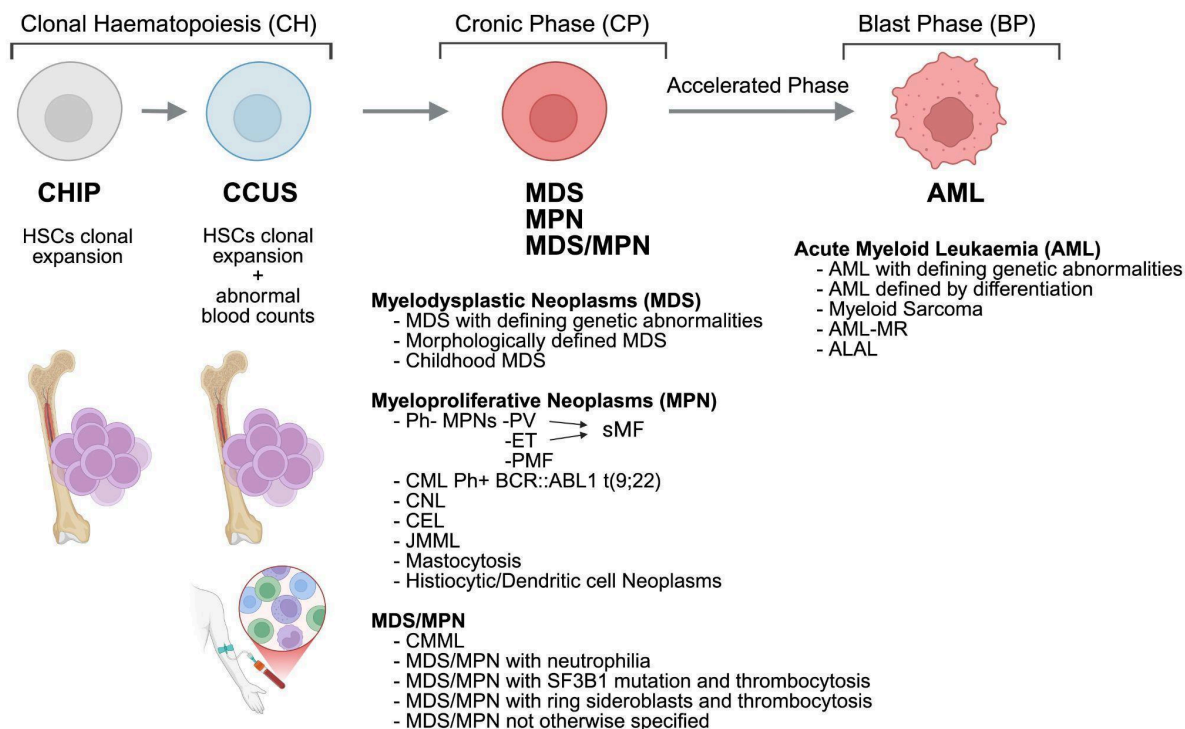 Clonal Haematopoiesis (CH)
Cronic Phase (CP)
Blast Phase (BP)
Accelerated Phase
CHIP
HSCs clonal
expansion
CCUS
HSCs clonal
expansion
+
abnormal
blood counts
MDS
MPN
MDS/MPN
Myelodysplastic Neoplasms (MDS)
- MDS with defining genetic abnormalities
- Morphologically defined MDS
- Childhood MDS
Myeloproliferative Neoplasms (MPN)
- Ph- MPNs -PV
-ET
-PMF
sMF
- CML Ph+ BCR::ABL1 t(9;22)
- CNL
- CEL
- JMML
- Mastocytosis
- Histiocytic/Dendritic cell Neoplasms
MDS/MPN
- CMML
- MDS/MPN with neutrophilia
- MDS/MPN with SF3B1 mutation and thrombocytosis
- MDS/MPN with ring sideroblasts and thrombocytosis
- MDS/MPN not otherwise specified
AML
Acute Myeloid Leukaemia (AML)
- AML with defining genetic abnormalities
- AML defined by differentiation
- Myeloid Sarcoma
- AML-MR
- ALAL